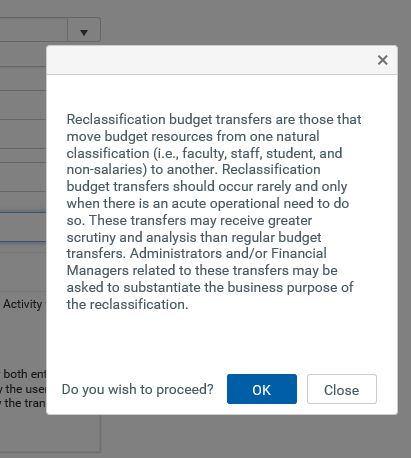 ×
Reclassification budget transfers are those that
move budget resources from one natural
classification (i.e., faculty, staff, student, and
non-salaries) to another. Reclassification
budget transfers should occur rarely and only
when there is an acute operational need to do
so. These transfers may receive greater
scrutiny and analysis than regular budget
transfers. Administrators and/or Financial
Managers related to these transfers may be
asked to substantiate the business purpose of
the reclassification.
Activity
both
the
the
Do you wish to proceed? OK Close